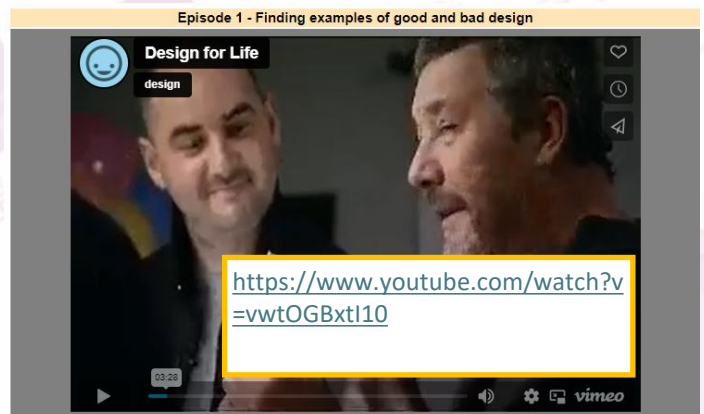 Episode 1 - Finding examples of good and bad design
Design for Life
design
https://www.youtube.com/watch?v
=vwtOGBxtI10
03:28
vimeo